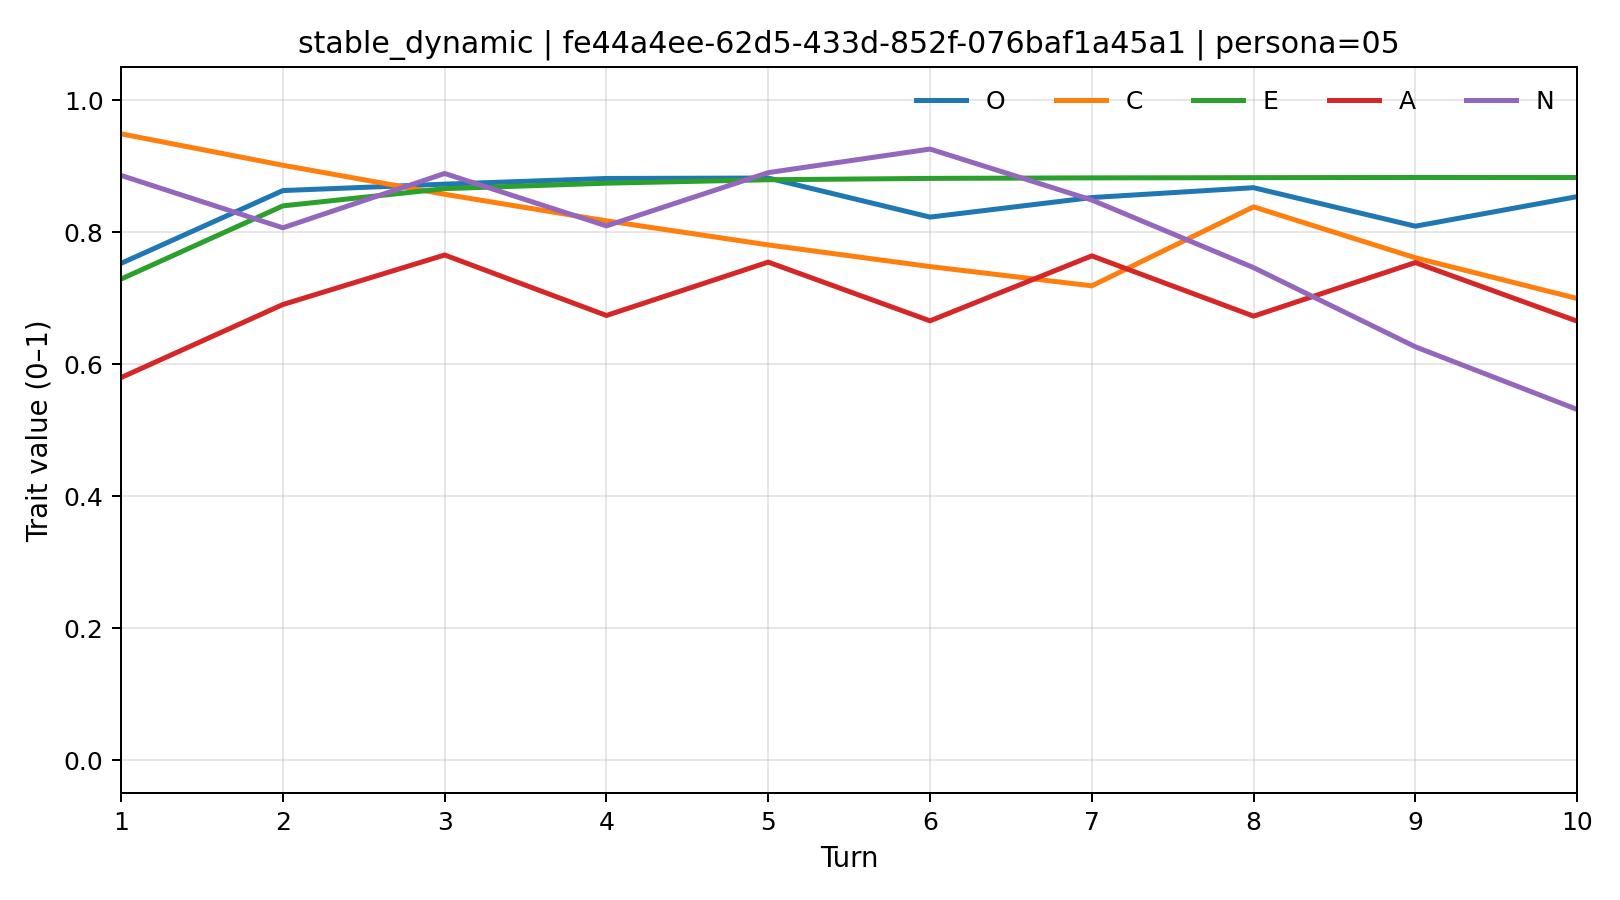 stable_dynamic | fe44a4ee-62d5-433d-852f-076baf1a45a1 | persona=05
O C E A N
Trait value (0–1)
1.0
0.8
0.6
0.4
0.2
0.0
1 2 3 4 5 6 7 8 9 10
Turn